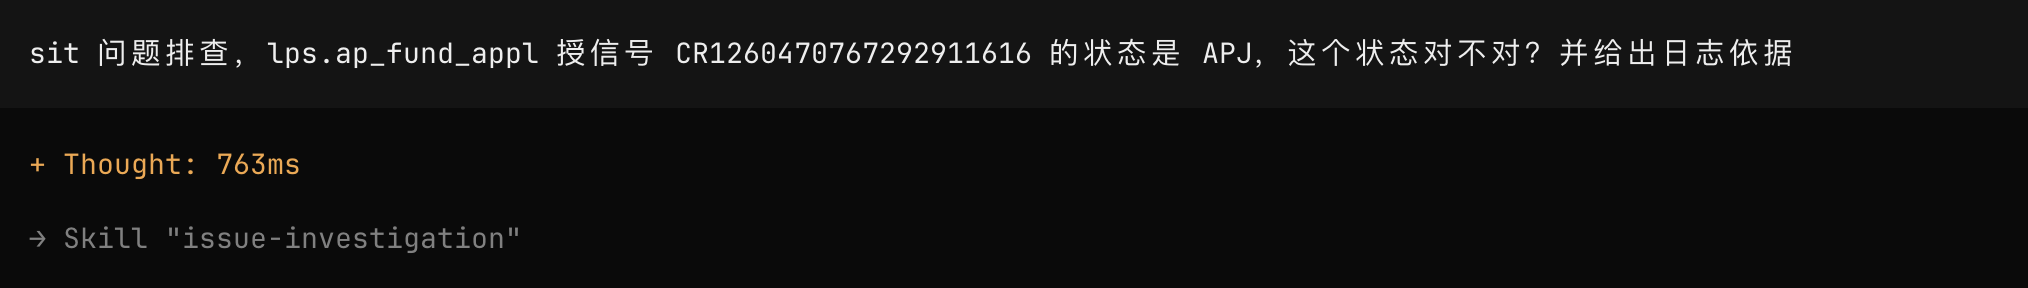 sit 问题排查，lps.ap_fund_appl 授信号 CR1260470767292911616 的状态是 APJ，这个状态对不对？并给出日志依据
+ Thought: 763ms
→ Skill "issue-investigation"